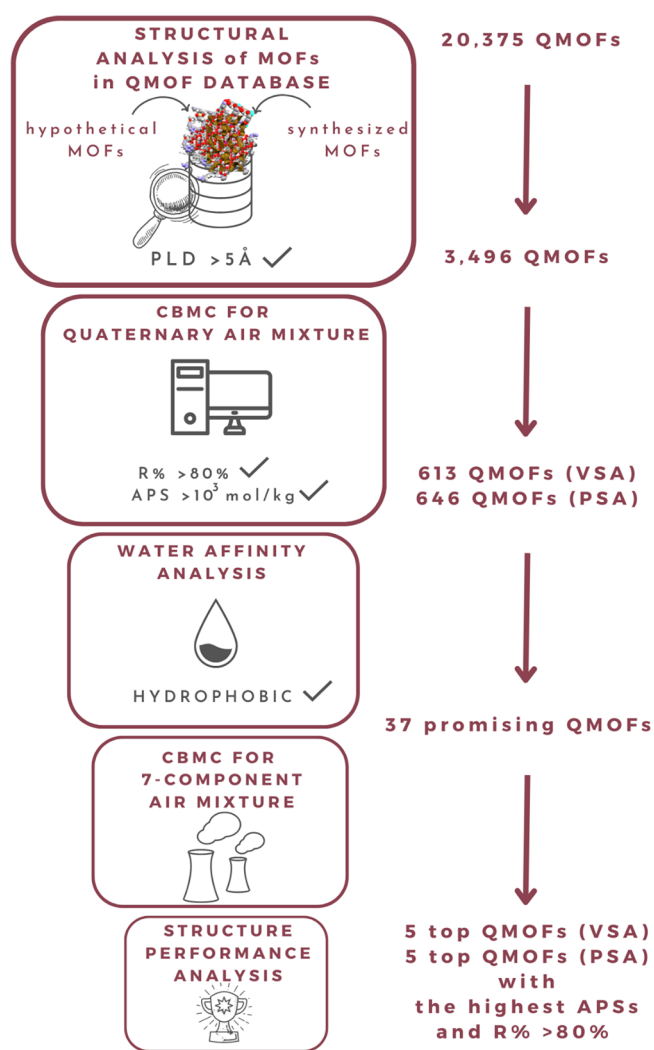 STRUCTURAL
ANALYSIS of MOFs
in QMOF DATABASE
hypothetical
MOFs
synthesized
MOFs
PLD >5Å
20,375 QMOFs
3,496 QMOFs
CBMC FOR
QUATERNARY AIR MIXTURE
R% >80%
APS >10³ mol/kg
613 QMOFs (VSA)
646 QMOFs (PSA)
WATER AFFINITY
ANALYSIS
HYDROPHOBIC
37 promising QMOFs
CBMC FOR
7-COMPONENT
AIR MIXTURE
STRUCTURE
PERFORMANCE
ANALYSIS
5 top QMOFs (VSA)
5 top QMOFs (PSA)
with
the highest APSs
and R% >80%